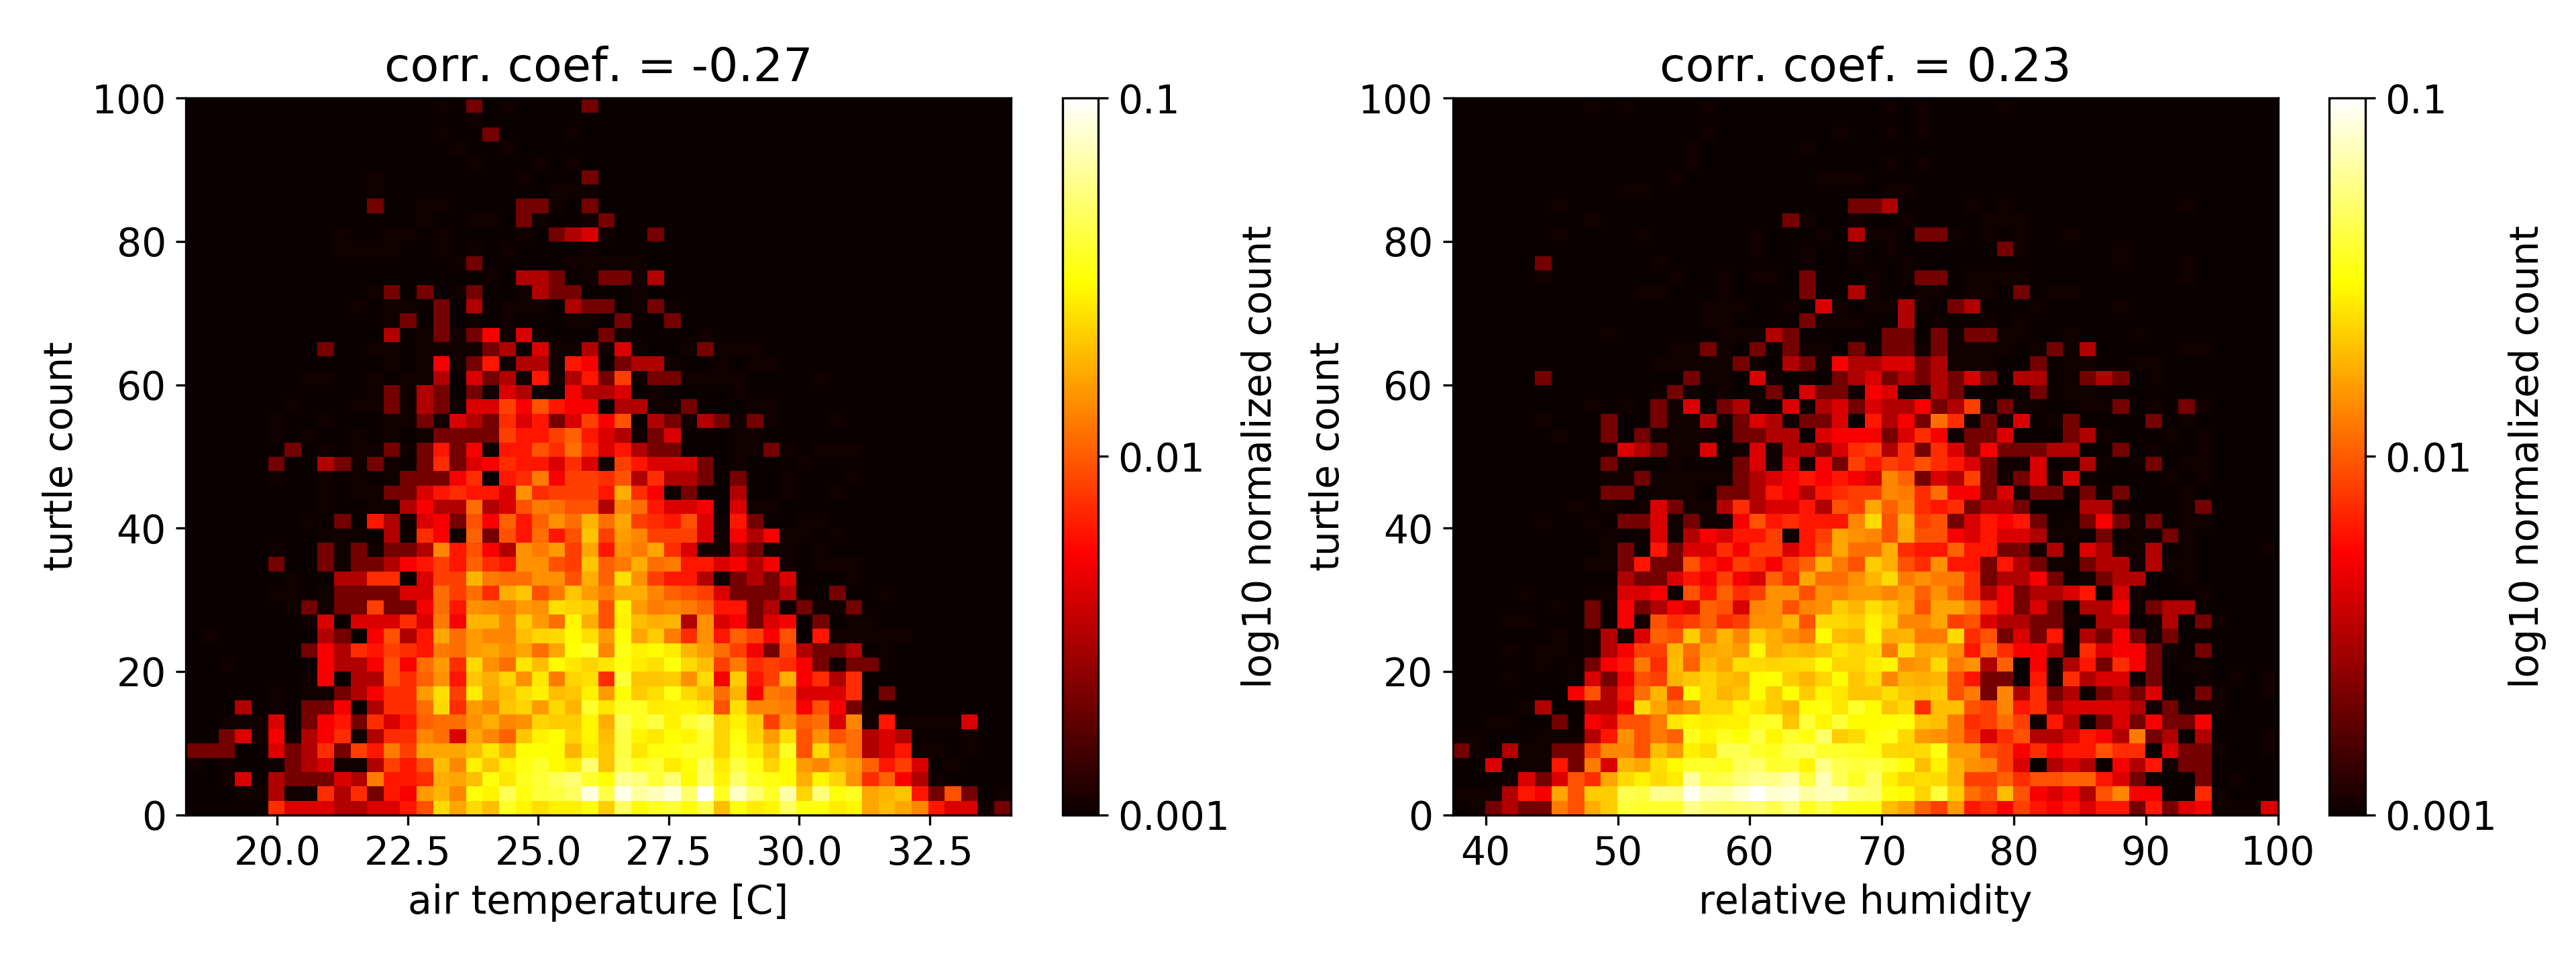 corr. coef. = -0.27
100
80
60
40
20
0
turtle count
20.0 22.5 25.0 27.5 30.0 32.5
air temperature [C]
0.1
0.01
0.001
log10 normalized count
corr. coef. = 0.23
100
80
60
40
20
0
turtle count
40 50 60 70 80 90 100
relative humidity
0.1
0.01
0.001
log10 normalized count